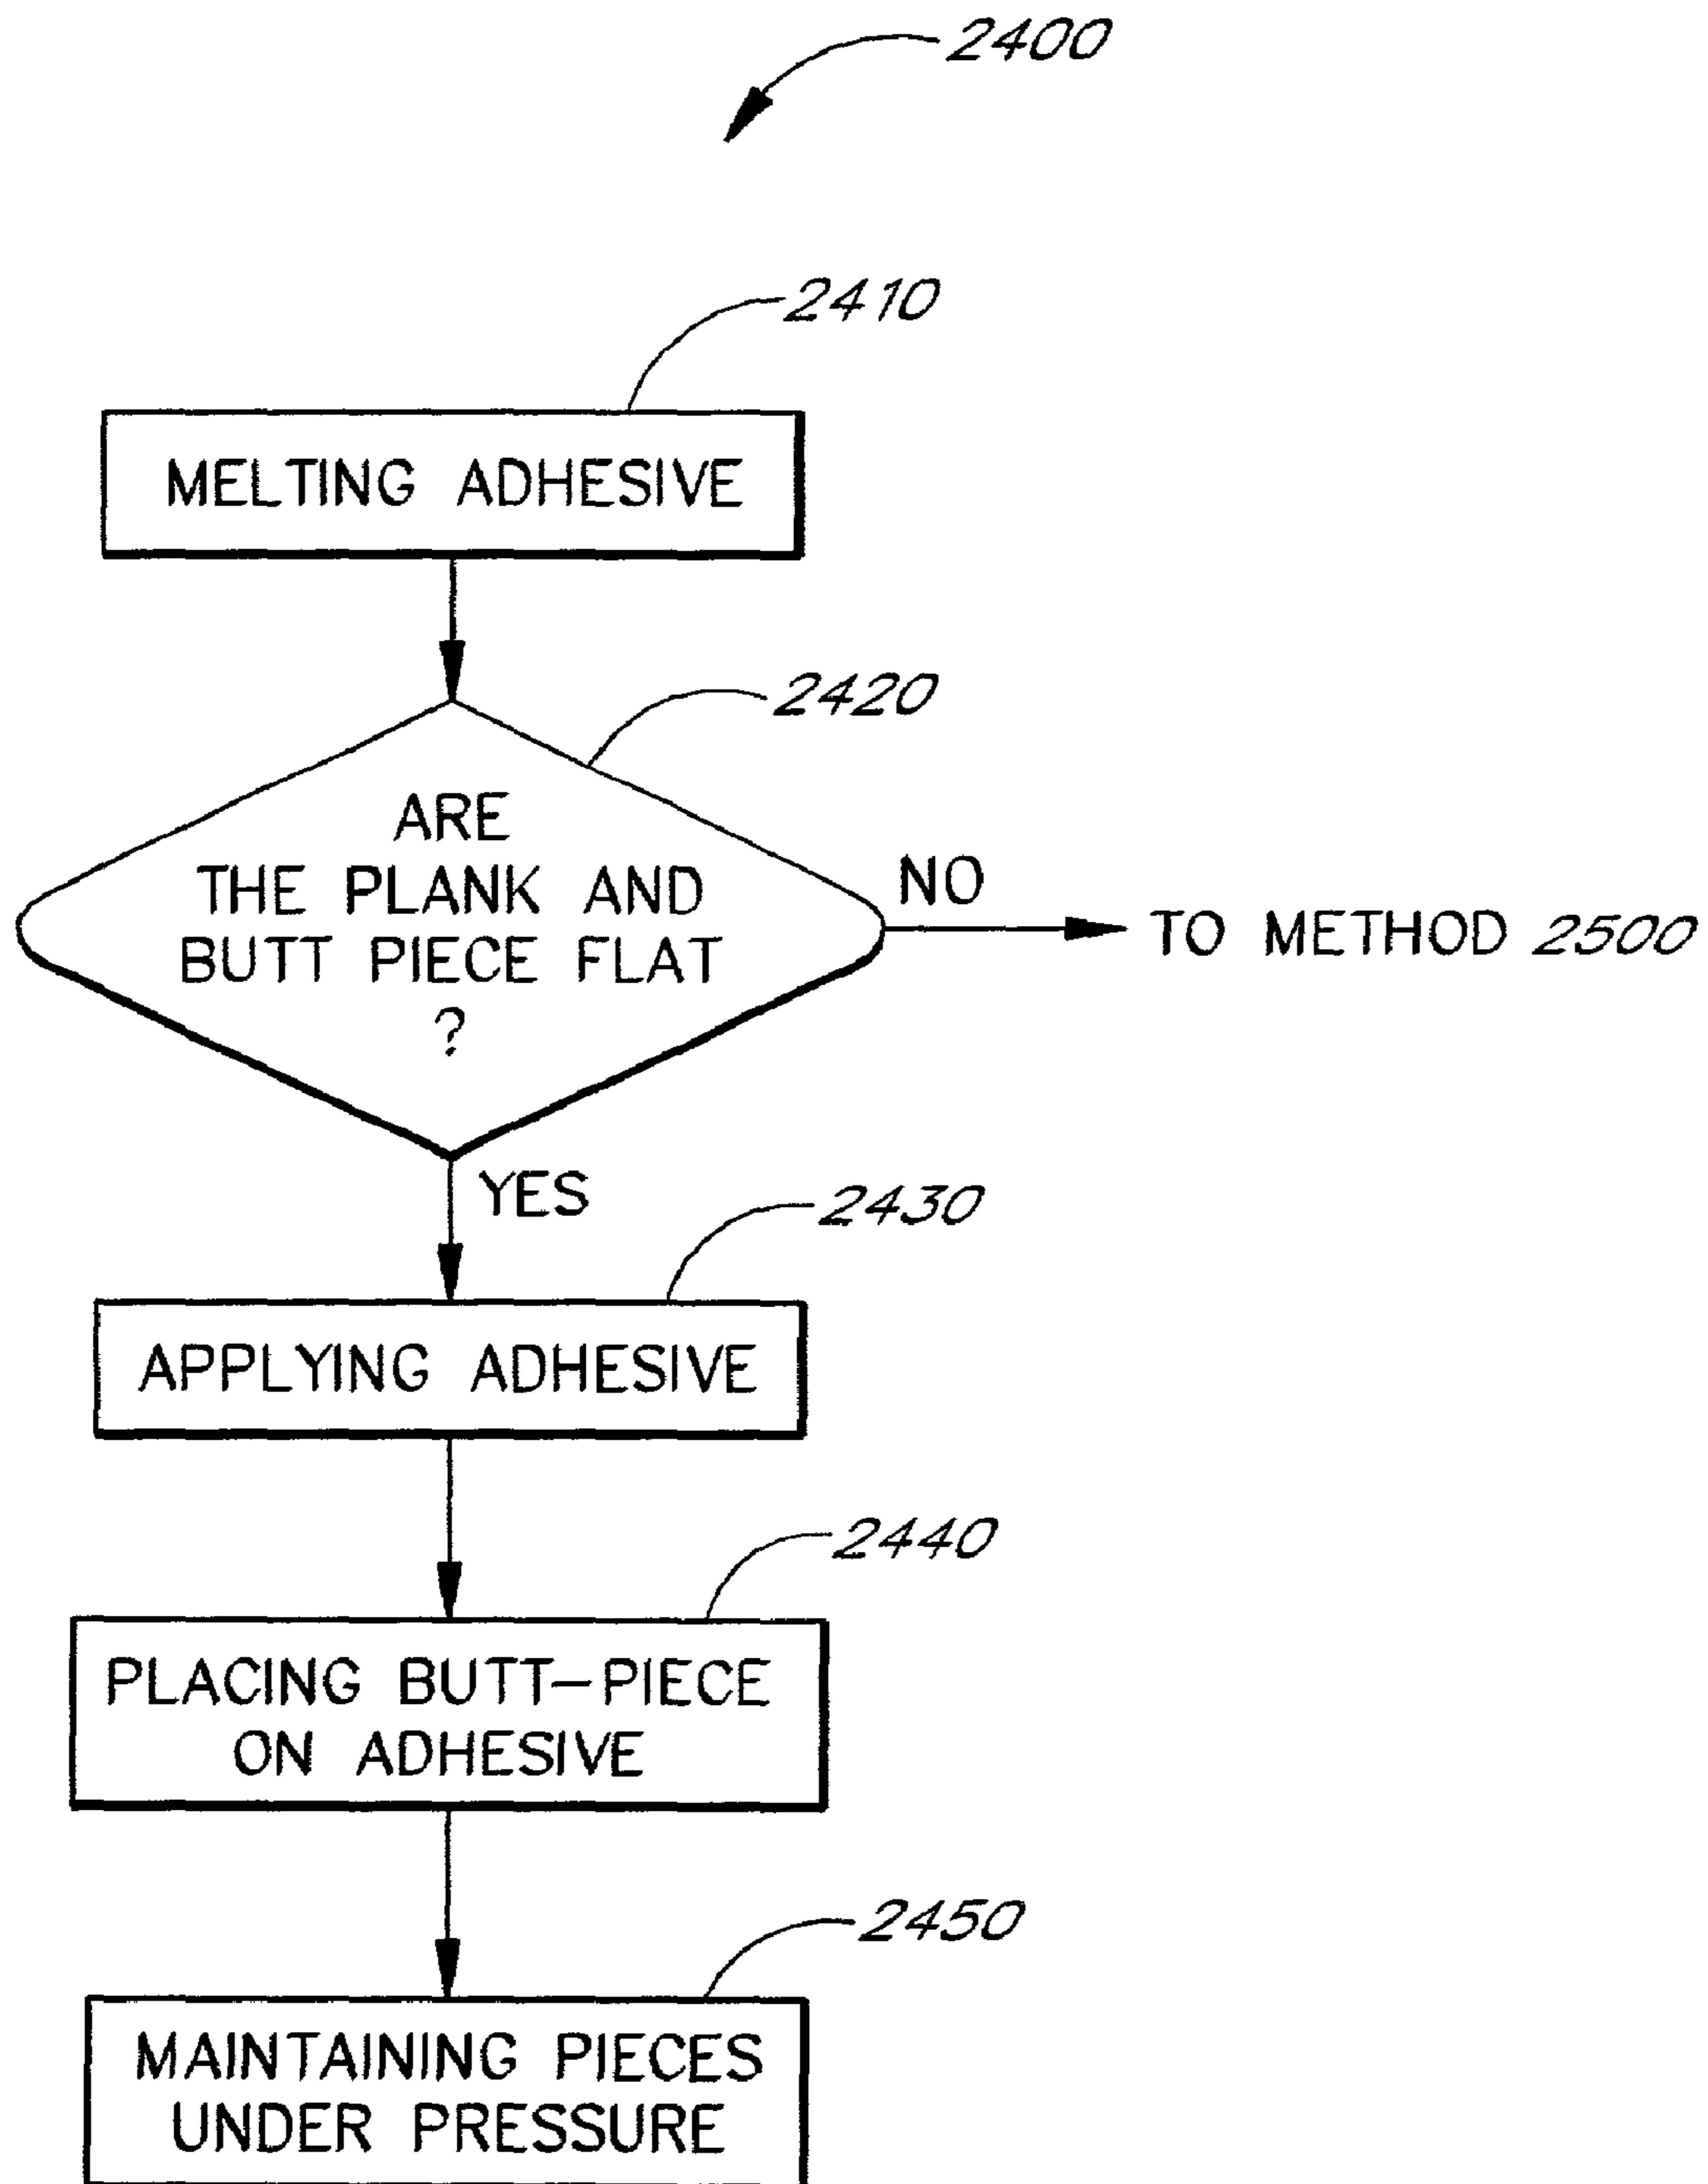 2400
2410
MELTING ADHESIVE
2420
ARE
THE PLANK AND
BUTT PIECE FLAT
?
NO
TO METHOD 2500
YES
2430
APPLYING ADHESIVE
2440
PLACING BUTT-PIECE
ON ADHESIVE
2450
MAINTAINING PIECES
UNDER PRESSURE